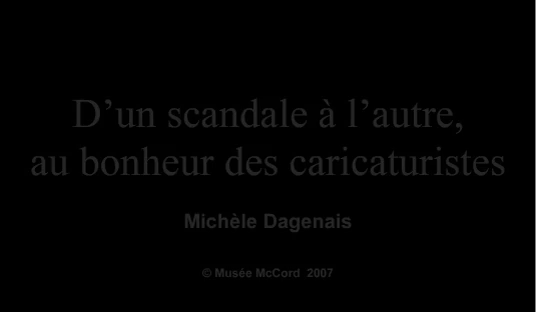 D’un scandale à l’autre,
au bonheur des caricaturistes
Michèle Dagenais
© Musée McCord 2007